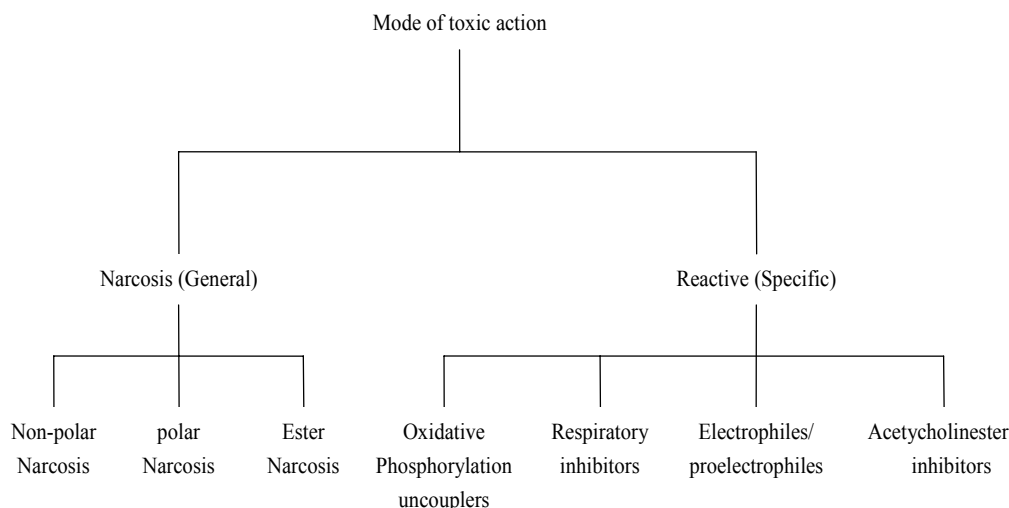 Mode of toxic action
Narcosis (General)
Reactive (Specific)
Non-polar
Narcosis
polar
Narcosis
Ester
Narcosis
Oxidative
Phosphorylation
uncouplers
Respiratory
inhibitors
Electrophiles/
proelectrophiles
Acetycholinester
inhibitors